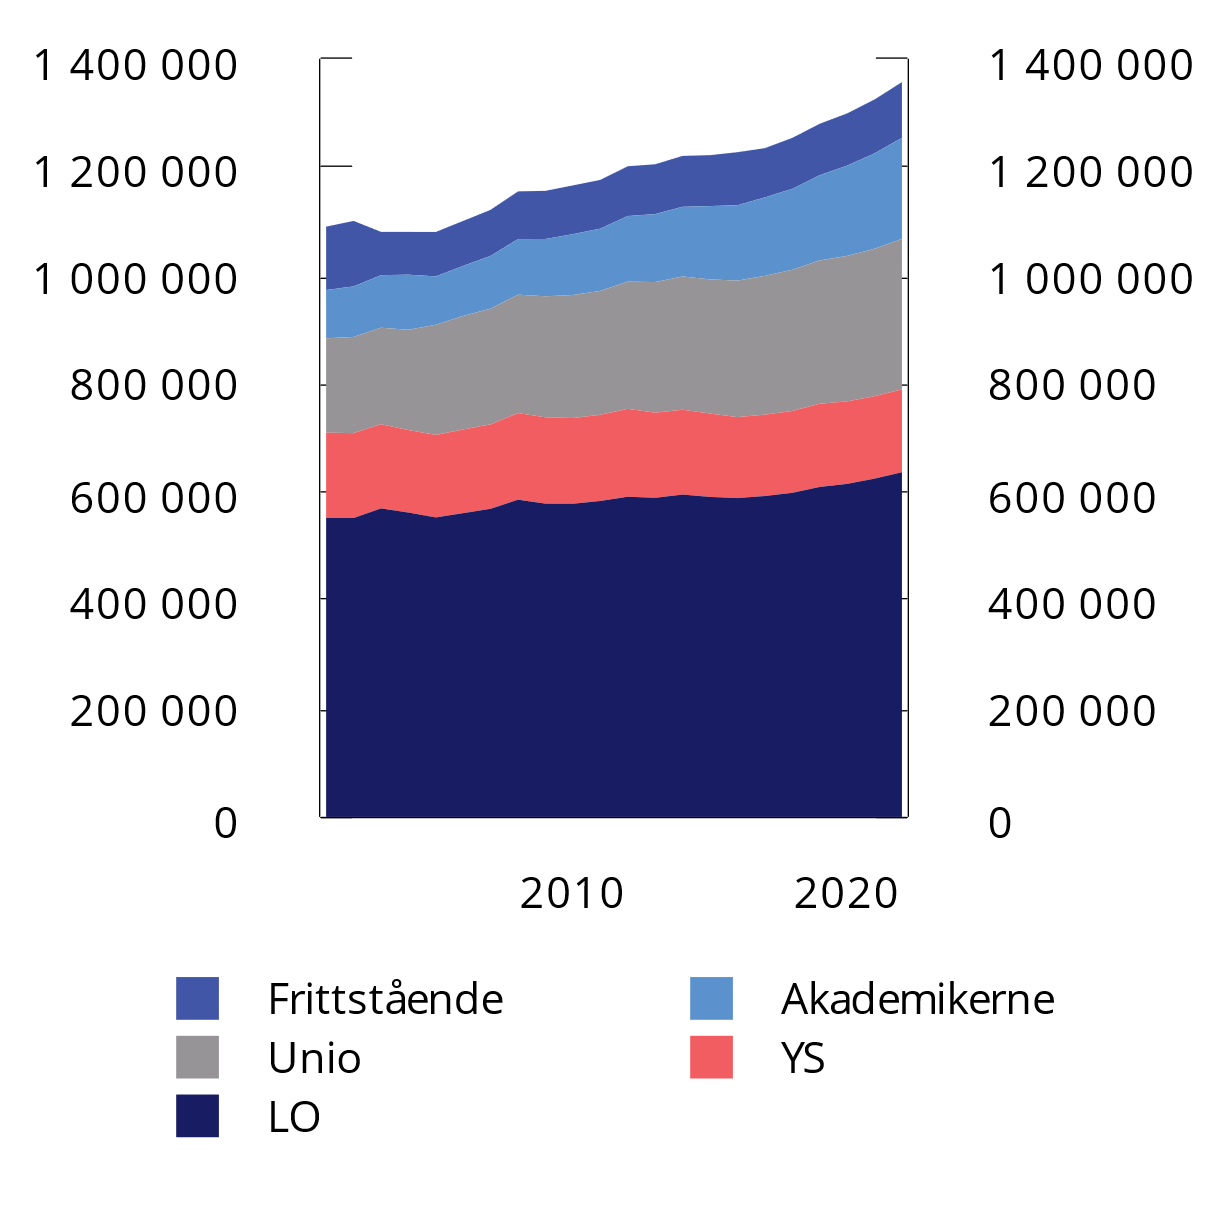 1 400 000 1 400 000
1 200 000 1 200 000
1 000 000 1 000 000
800 000 800 000
600 000 600 000
400 000 400 000
200 000 200 000
0 0
2010 2020
Frittstående Akademikerne
Unio YS
LO